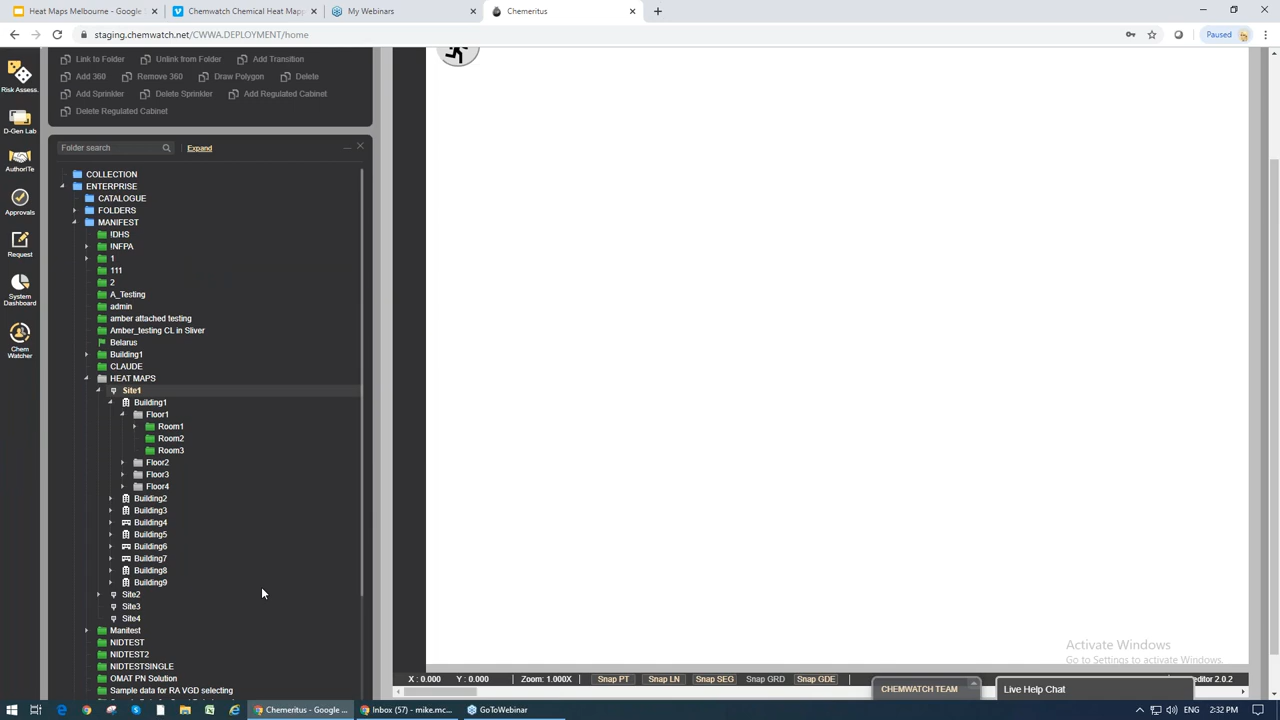 Heat Maps Melbourne - Google
Chemwatch Chemical Heat Mapp
My Webinars
Chemeritus
staging.chemwatch.net/CWWA.DEPLOYMENT/home
Paused
Link to Folder Unlink from Folder Add Transition
Add 360 Remove 360 Draw Polygon Delete
Add Sprinkler Delete Sprinkler Add Regulated Cabinet
Delete Regulated Cabinet
Risk Assess.
D-Gen Lab
AuthorITe
Approvals
Request
System Dashboard
Chem Watcher
Folder search
Expand
COLLECTION
ENTERPRISE
CATALOGUE
FOLDERS
MANIFEST
!DHS
!NFPA
1
111
2
A_Testing
admin
amber attached testing
Amber_testing CL in Sliver
Belarus
Building1
CLAUDE
HEAT MAPS
Site1
Building1
Floor1
Room1
Room2
Room3
Floor2
Floor3
Floor4
Building2
Building3
Building4
Building5
Building6
Building7
Building8
Building9
Site2
Site3
Site4
Manitest
NIDTEST
NIDTEST2
NIDTESTSINGLE
OMAT PN Solution
Sample data for RA VGD selecting
Activate Windows
Go to Settings to activate Windows.
X : 0.000 Y : 0.000 Zoom: 1.000X Snap PT Snap LN Snap SEG Snap GRD Snap GDE
editor 2.0.2
CHEMWATCH TEAM
Live Help Chat
Chemeritus - Google ...
Inbox (57) - mike.mc...
GoToWebinar
ENG 2:32 PM